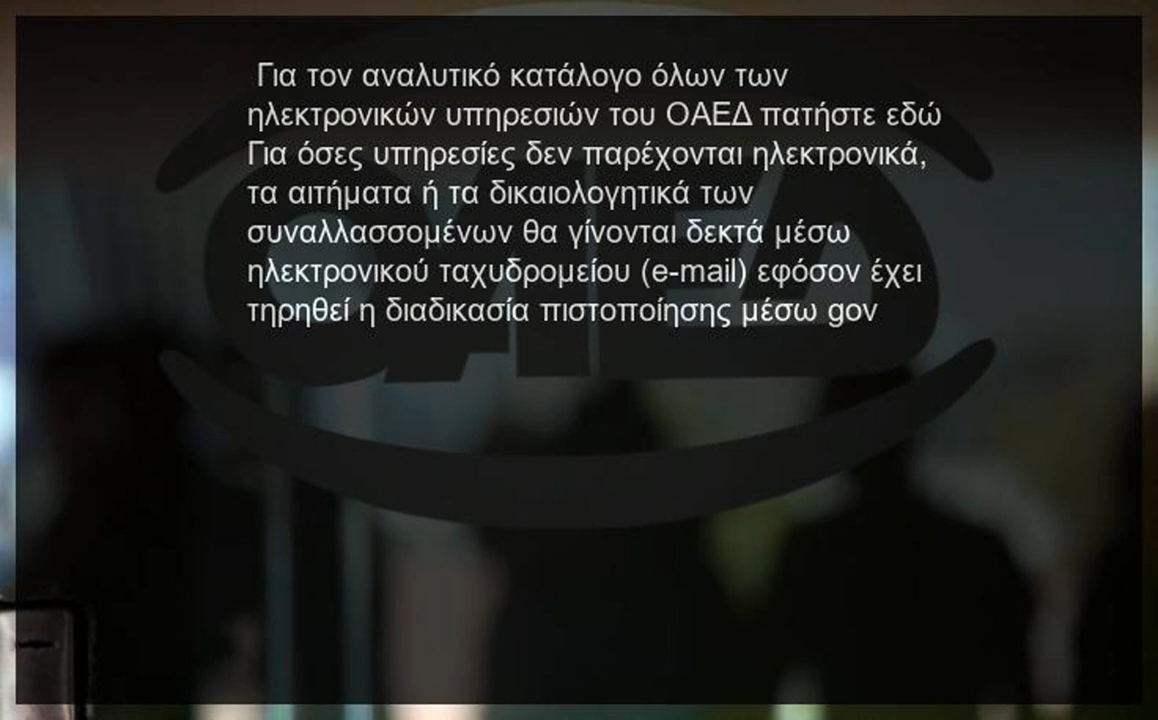 Για τον αναλυτικό κατάλογο όλων των
ηλεκτρονικών υπηρεσιών του ΟΑΕΔ πατήστε εδώ
Για όσες υπηρεσίες δεν παρέχονται ηλεκτρονικά,
τα αιτήματα ή τα δικαιολογητικά των
συναλλασσομένων θα γίνονται δεκτά μέσω
ηλεκτρονικού ταχυδρομείου (e-mail) εφόσον έχει
τηρηθεί η διαδικασία πιστοποίησης μέσω gov
ΟΑΕΔ